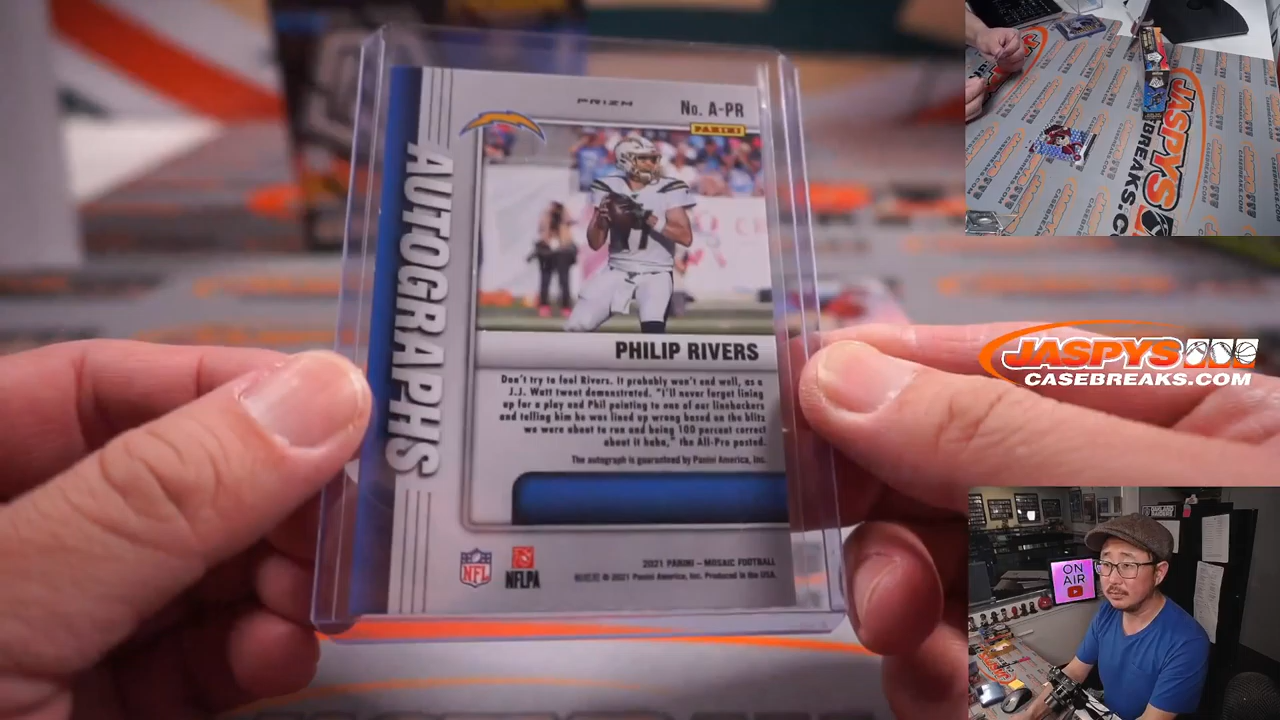 PRIZM
No. A-PR
PANINI
AUTOGRAPHS
17
PHILIP RIVERS
Don't try to fool Rivers. It probably won't end well, as a
J.J. Watt tweet demonstrated. "I'll never forget lining
up for a play and Phil pointing to one of our linebackers
and telling him he was lined up wrong based on the blitz
we were about to run and being 100 percent correct
about it haha," the All-Pro posted.
The autograph is guaranteed by Panini America, Inc.
NFL
NFLPA
2021 PANINI – MOSAIC FOOTBALL
© 2021 Panini America, Inc. Produced in the USA.
JASPYS
CASEBREAKS.COM
JASPYS
CASEBREAKS.COM
ON
AIR